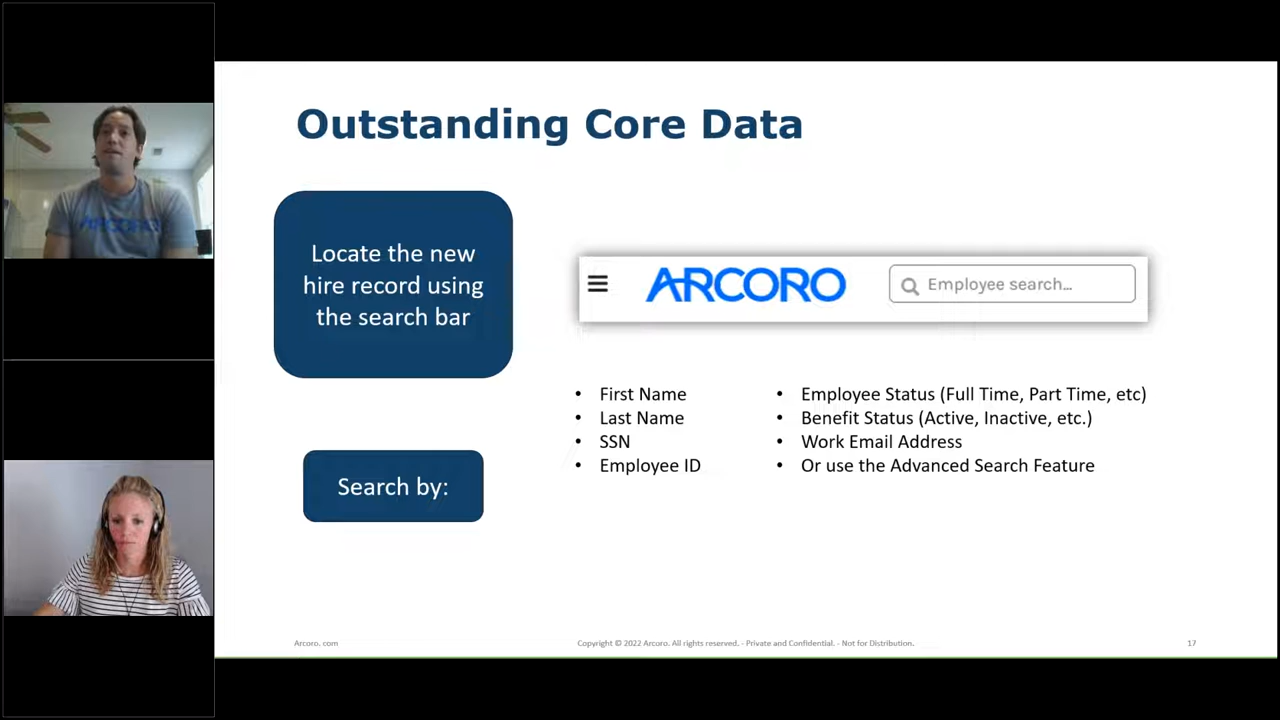 Outstanding Core Data
Locate the new
hire record using
the search bar
ARCORO
Employee search...
Search by:
• First Name
• Last Name
• SSN
• Employee ID
• Employee Status (Full Time, Part Time, etc)
• Benefit Status (Active, Inactive, etc.)
• Work Email Address
• Or use the Advanced Search Feature
ARCORO
Arcoro. com
Copyright © 2022 Arcoro. All rights reserved. - Private and Confidential. - Not for Distribution.
17